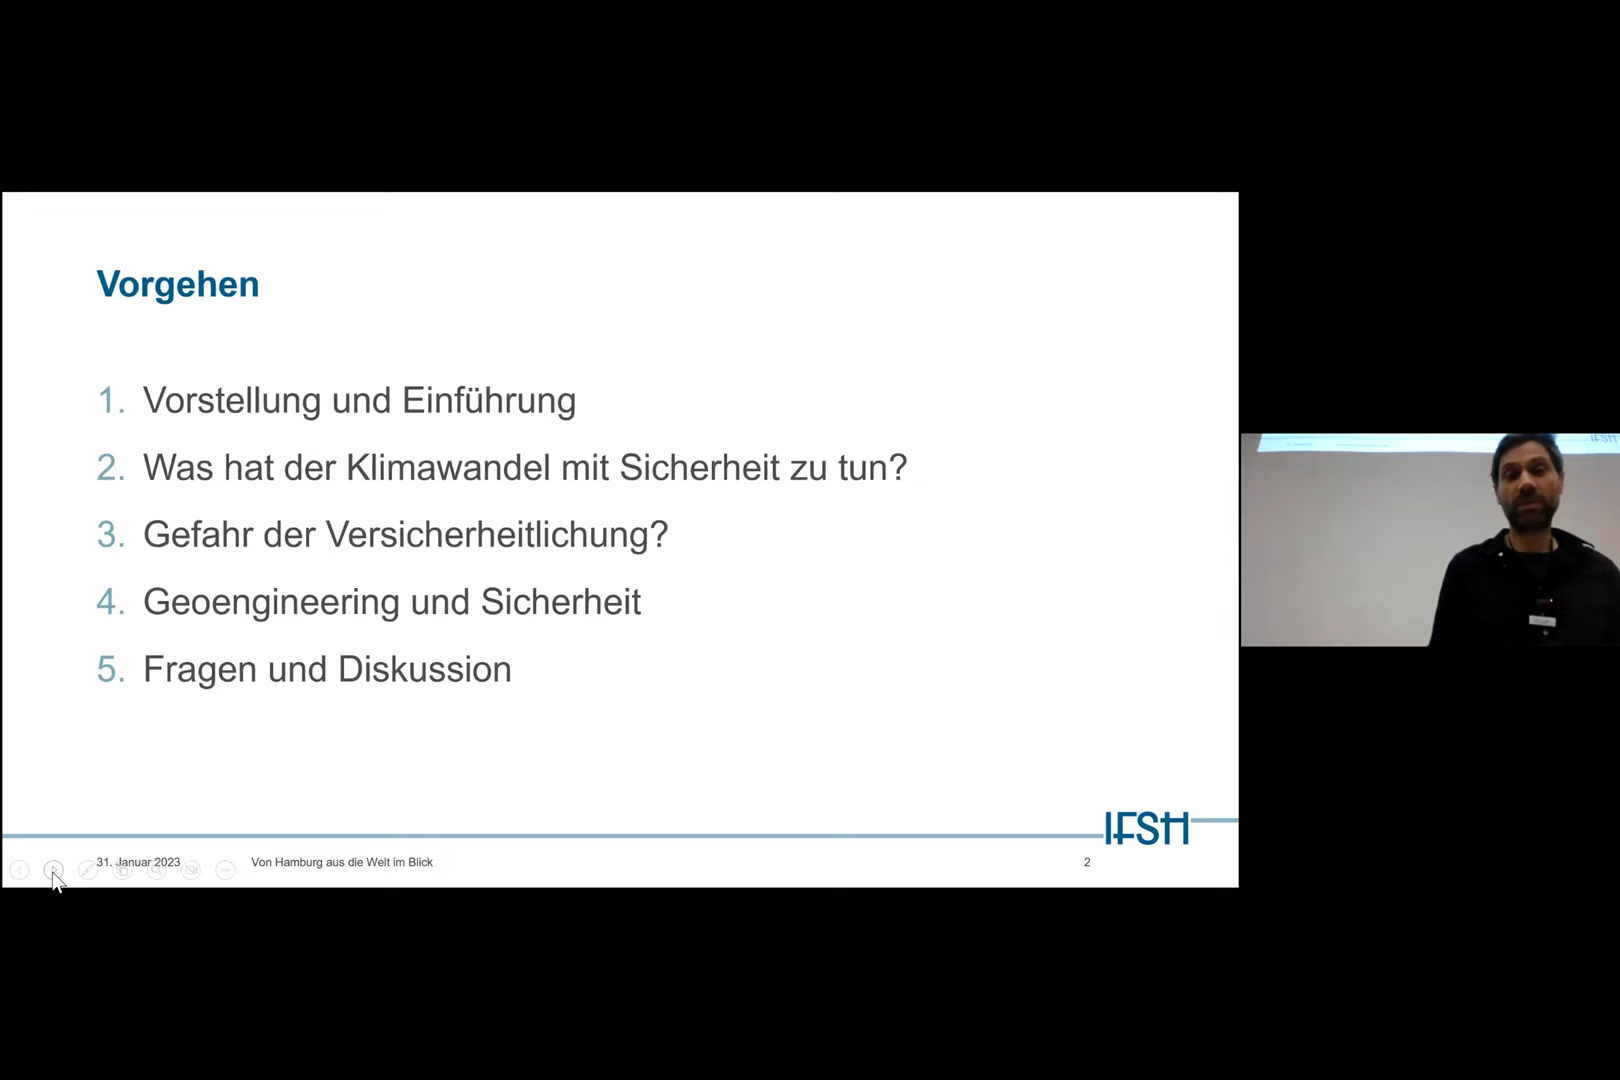 Vorgehen
1. Vorstellung und Einführung
2. Was hat der Klimawandel mit Sicherheit zu tun?
3. Gefahr der Versicherheitlichung?
4. Geoengineering und Sicherheit
5. Fragen und Diskussion
IFSH
31. Januar 2023
Von Hamburg aus die Welt im Blick
2
IFSH